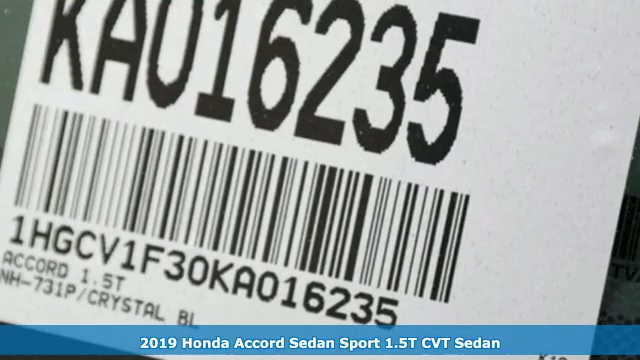 KA016235
1HGCV1F30KA016235
ACCORD 1.5T
NH-731P/CRYSTAL BL
2019 Honda Accord Sedan Sport 1.5T CVT Sedan